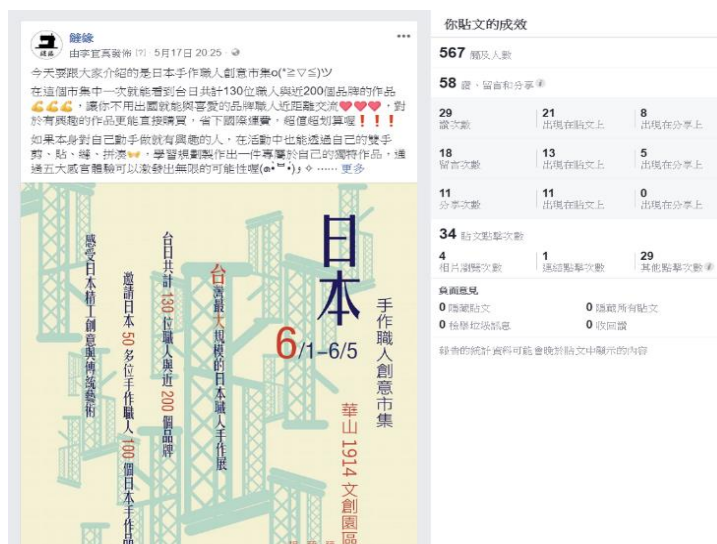 鏈緣
5月17日 20:25
今天要跟大家介紹的是日本手作職人創意市集o(*≧▽≦)ツ
在這個市集中一次就能看到台日共計130位職人與近200個品牌的作品
💪💪💪,讓你不用出國就能與喜愛的品牌職人近距離交流❤❤❤,對
於有興趣的作品更能直接購買,省下國際運費,超值超划算喔❗❗❗
如果本身對自己動手做就有興趣的人,在活動中也能透過自己的雙手
剪、貼、縫、拼湊👐,學習規劃製作出一件專屬於自己的獨特作品,通
過五大感官體驗可以激發出無限的可能性喔 …… 更多
日本
手作職人創意市集
6/1–6/5
華山1914文創園區
台灣最大規模的日本職人手作展
台日共計130位職人與近200個品牌
邀請日本50多位手作職人100個日本手作品
感受日本精工創意與傳統藝術
你貼文的成效
567 觸及人數
58 讚、留言和分享
29 21 8
讚次數 出現在貼文上 出現在分享上
18 13 5
留言次數 出現在貼文上 出現在分享上
11 11 0
分享次數 出現在貼文上 出現在分享上
34 貼文點擊次數
4 1 29
相片瀏覽次數 連結點擊次數 其他點擊次數
負面意見
0 隱藏貼文 0 隱藏所有貼文
0 檢舉垃圾訊息 0 收回讚
報告的統計資料可能會晚於貼文中顯示的內容